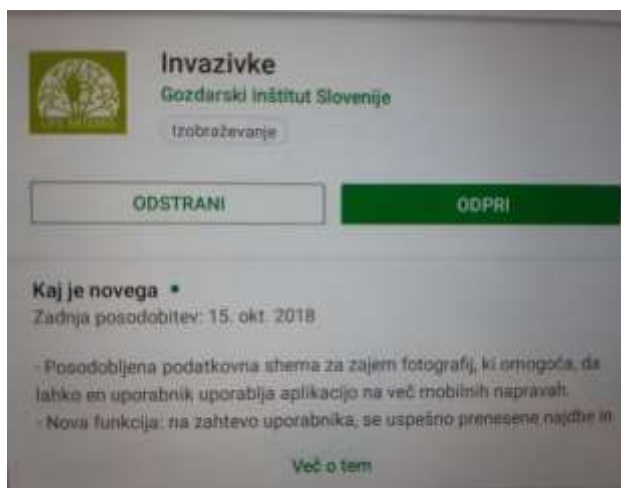 Invazivke
Gozdarski inštitut Slovenije
Izobraževanje
ODSTRANI
ODPRI
Kaj je novega •
Zadnja posodobitev: 15. okt. 2018
- Posodobljena podatkovna shema za zajem fotografij, ki omogoča, da
lahko en uporabnik uporablja aplikacijo na več mobilnih napravah.
- Nova funkcija: na zahtevo uporabnika, se uspešno prenesene najdbe in
Več o tem